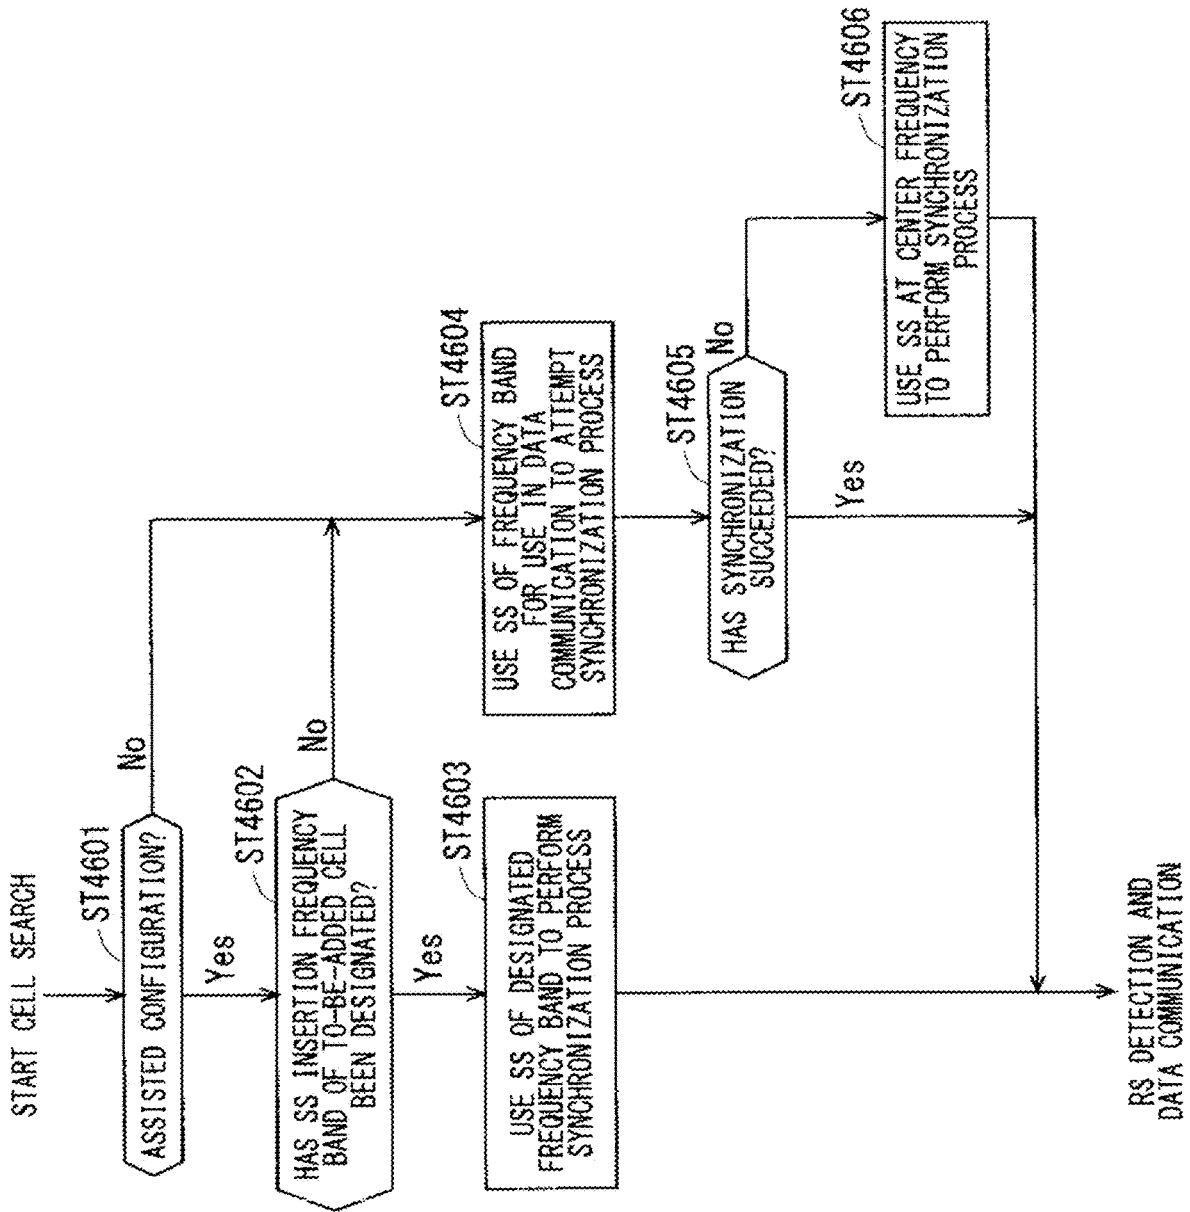 START CELL SEARCH
ST4601
ASSISTED CONFIGURATION?
No
Yes
ST4602
HAS SS INSERTION FREQUENCY
BAND OF TO-BE-ADDED CELL
BEEN DESIGNATED?
No
Yes
ST4603
USE SS OF DESIGNATED
FREQUENCY BAND TO PERFORM
SYNCHRONIZATION PROCESS
ST4604
USE SS OF FREQUENCY BAND
FOR USE IN DATA
COMMUNICATION TO ATTEMPT
SYNCHRONIZATION PROCESS
ST4605
HAS SYNCHRONIZATION
SUCCEEDED?
No
Yes
ST4606
USE SS AT CENTER FREQUENCY
TO PERFORM SYNCHRONIZATION
PROCESS
RS DETECTION AND
DATA COMMUNICATION